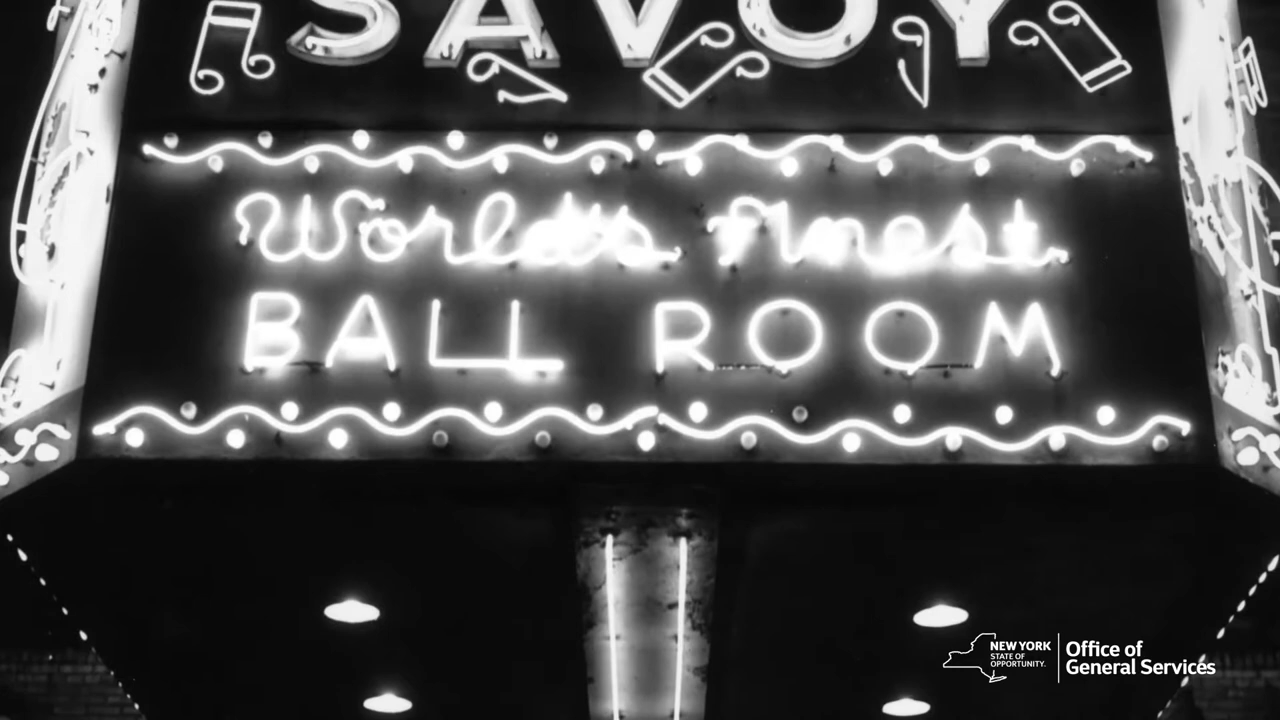 SAVOY
World's Finest
BALL ROOM
NEW YORK
STATE OF
OPPORTUNITY.
Office of
General Services